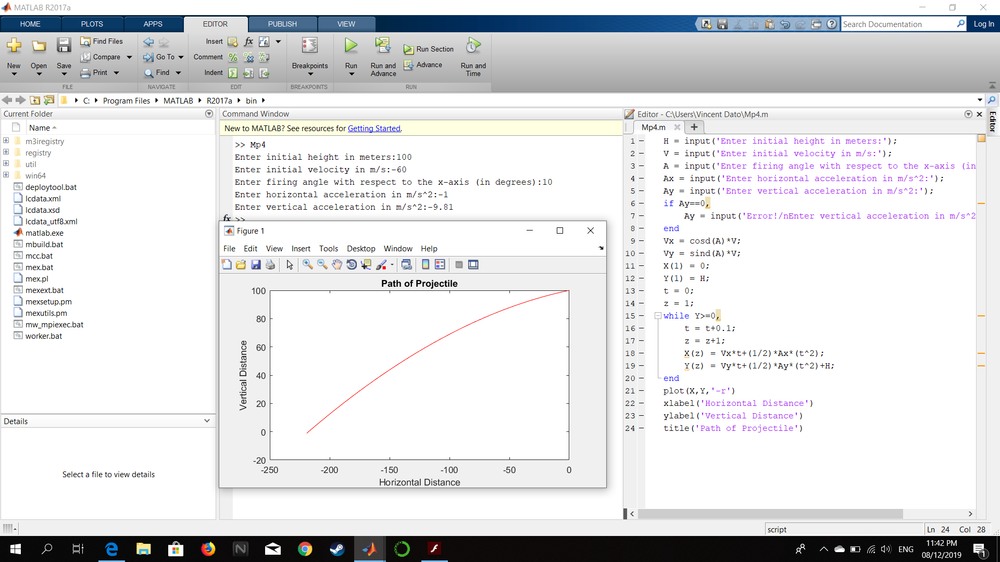 MATLAB R2017a
HOME PLOTS APPS EDITOR PUBLISH VIEW
Search Documentation
Log In
New Open Save
Find Files
Compare
Print
FILE
Go To
Find
NAVIGATE
Insert fx
Comment
Indent
EDIT
Breakpoints
BREAKPOINTS
Run
Run and Advance
Run Section
Advance
Run and Time
RUN
C: Program Files MATLAB R2017a bin
Current Folder
Name
m3iregistry
registry
util
win64
deploytool.bat
lcdata.xml
lcdata.xsd
lcdata_utf8.xml
matlab.exe
mbuild.bat
mcc.bat
mex.bat
mex.pl
mexext.bat
mexsetup.pm
mexutils.pm
mw_mpiexec.bat
worker.bat
Details
Select a file to view details
Command Window
New to MATLAB? See resources for Getting Started.
>> Mp4
Enter initial height in meters:100
Enter initial velocity in m/s:-60
Enter firing angle with respect to the x-axis (in degrees):10
Enter horizontal acceleration in m/s^2:-1
Enter vertical acceleration in m/s^2:-9.81
fx >>
Figure 1
File Edit View Insert Tools Desktop Window Help
Path of Projectile
Vertical Distance
100
80
60
40
20
0
-20
-250 -200 -150 -100 -50 0
Horizontal Distance
Editor - C:\Users\Vincent Dato\Mp4.m
Editor
Mp4.m
1 H = input('Enter initial height in meters:');
2 V = input('Enter initial velocity in m/s:');
3 A = input('Enter firing angle with respect to the x-axis (in
4 Ax = input('Enter horizontal acceleration in m/s^2:');
5 Ay = input('Enter vertical acceleration in m/s^2:');
6 if Ay==0,
7 Ay = input('Error!/nEnter vertical acceleration in m/s^2
8 end
9 Vx = cosd(A)*V;
10 Vy = sind(A)*V;
11 X(1) = 0;
12 Y(1) = H;
13 t = 0;
14 z = 1;
15 while Y>=0,
16 t = t+0.1;
17 z = z+1;
18 X(z) = Vx*t+(1/2)*Ax*(t^2);
19 Y(z) = Vy*t+(1/2)*Ay*(t^2)+H;
20 end
21 plot(X,Y,'-r')
22 xlabel('Horizontal Distance')
23 ylabel('Vertical Distance')
24 title('Path of Projectile')
script
Ln 24 Col 28
ENG
11:42 PM
08/12/2019
1